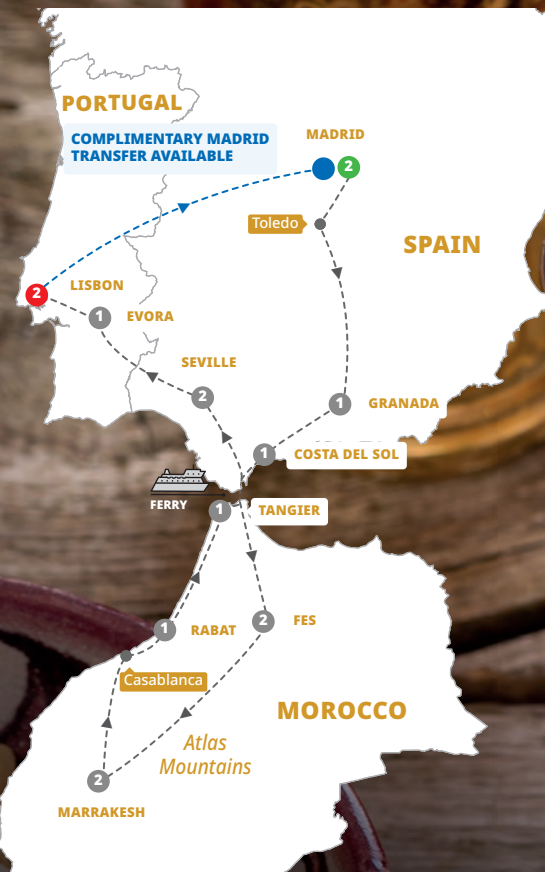 PORTUGAL
COMPLIMENTARY MADRID
TRANSFER AVAILABLE
MADRID
2
Toledo
SPAIN
2
LISBON
1
EVORA
SEVILLE
2
1
GRANADA
1
COSTA DEL SOL
FERRY
1
TANGIER
1
RABAT
2
FES
Casablanca
MOROCCO
Atlas
Mountains
2
MARRAKESH